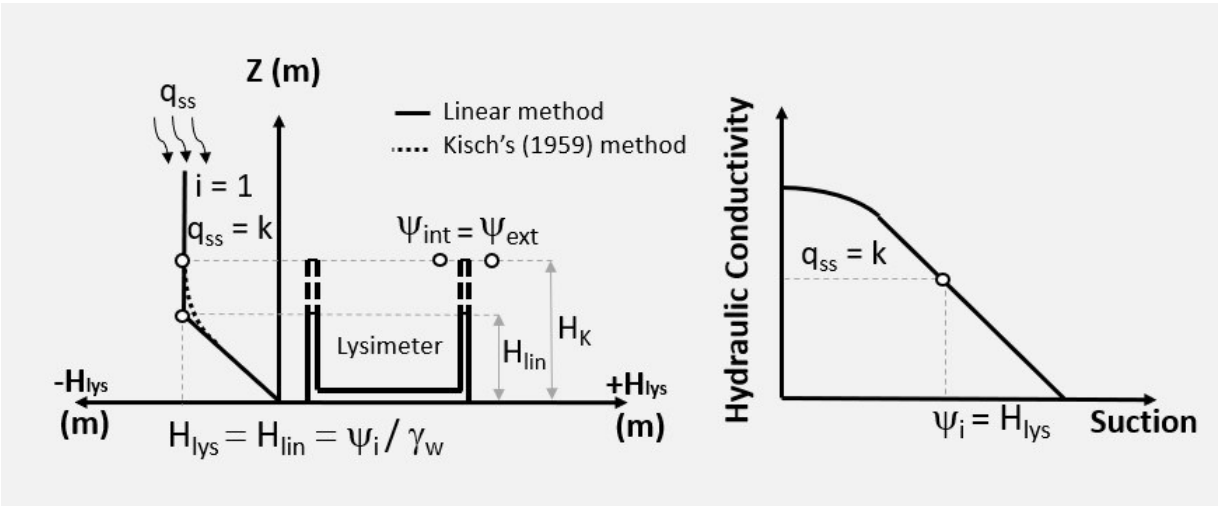 Z (m)
q_ss
Linear method
Kisch's (1959) method
i = 1
q_ss = k
ψ_int = ψ_ext
Lysimeter
H_lin
H_K
-H_lys
(m)
+H_lys
(m)
H_lys = H_lin = ψ_i / γ_w
Hydraulic Conductivity
q_ss = k
ψ_i = H_lys
Suction